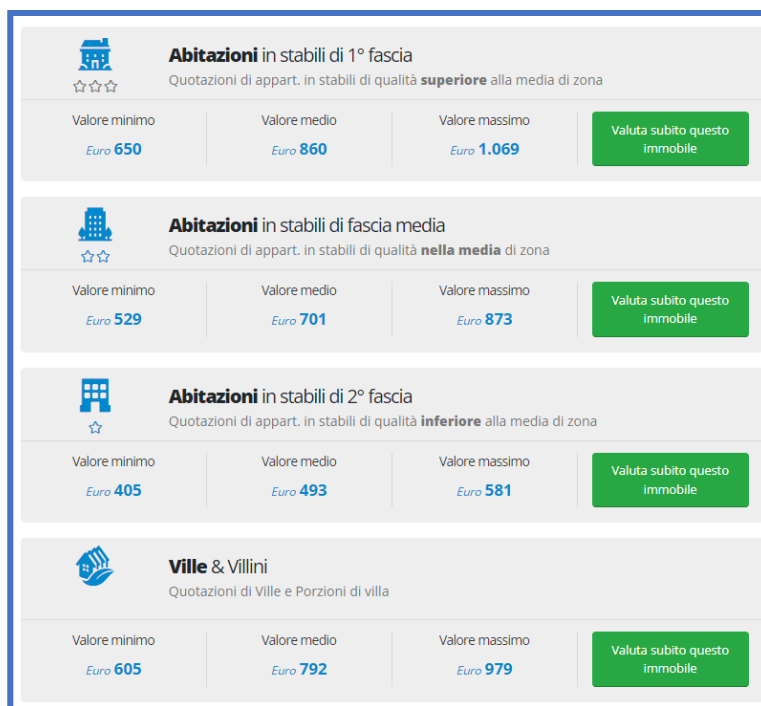 Abitazioni in stabili di 1° fascia
Quotazioni di appart. in stabili di qualità superiore alla media di zona
Valore minimo Valore medio Valore massimo Valuta subito questo immobile
Euro 650 Euro 860 Euro 1.069
Abitazioni in stabili di fascia media
Quotazioni di appart. in stabili di qualità nella media di zona
Valore minimo Valore medio Valore massimo Valuta subito questo immobile
Euro 529 Euro 701 Euro 873
Abitazioni in stabili di 2° fascia
Quotazioni di appart. in stabili di qualità inferiore alla media di zona
Valore minimo Valore medio Valore massimo Valuta subito questo immobile
Euro 405 Euro 493 Euro 581
Ville & Villini
Quotazioni di Ville e Porzioni di villa
Valore minimo Valore medio Valore massimo Valuta subito questo immobile
Euro 605 Euro 792 Euro 979